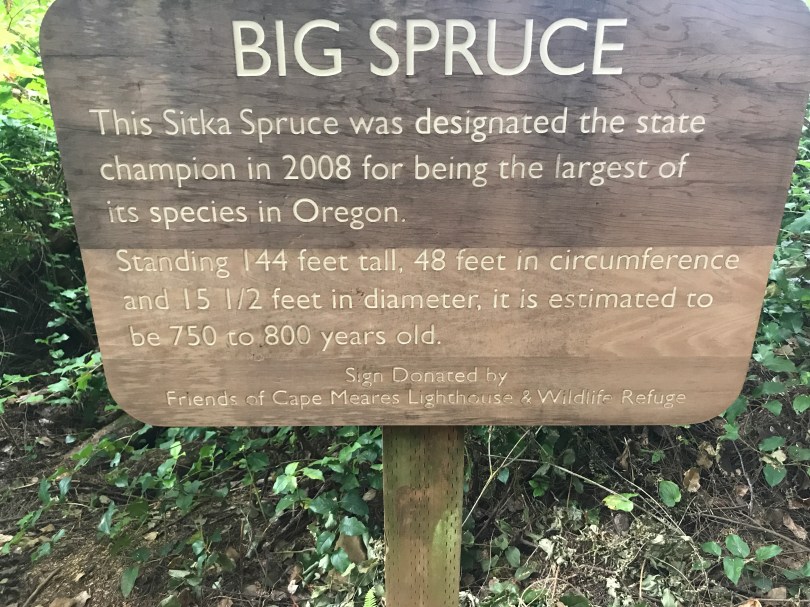 BIG SPRUCE
This Sitka Spruce was designated the state
champion in 2008 for being the largest of
its species in Oregon.
Standing 144 feet tall, 48 feet in circumference
and 15 1/2 feet in diameter, it is estimated to
be 750 to 800 years old.
Sign Donated by
Friends of Cape Meares Lighthouse & Wildlife Refuge